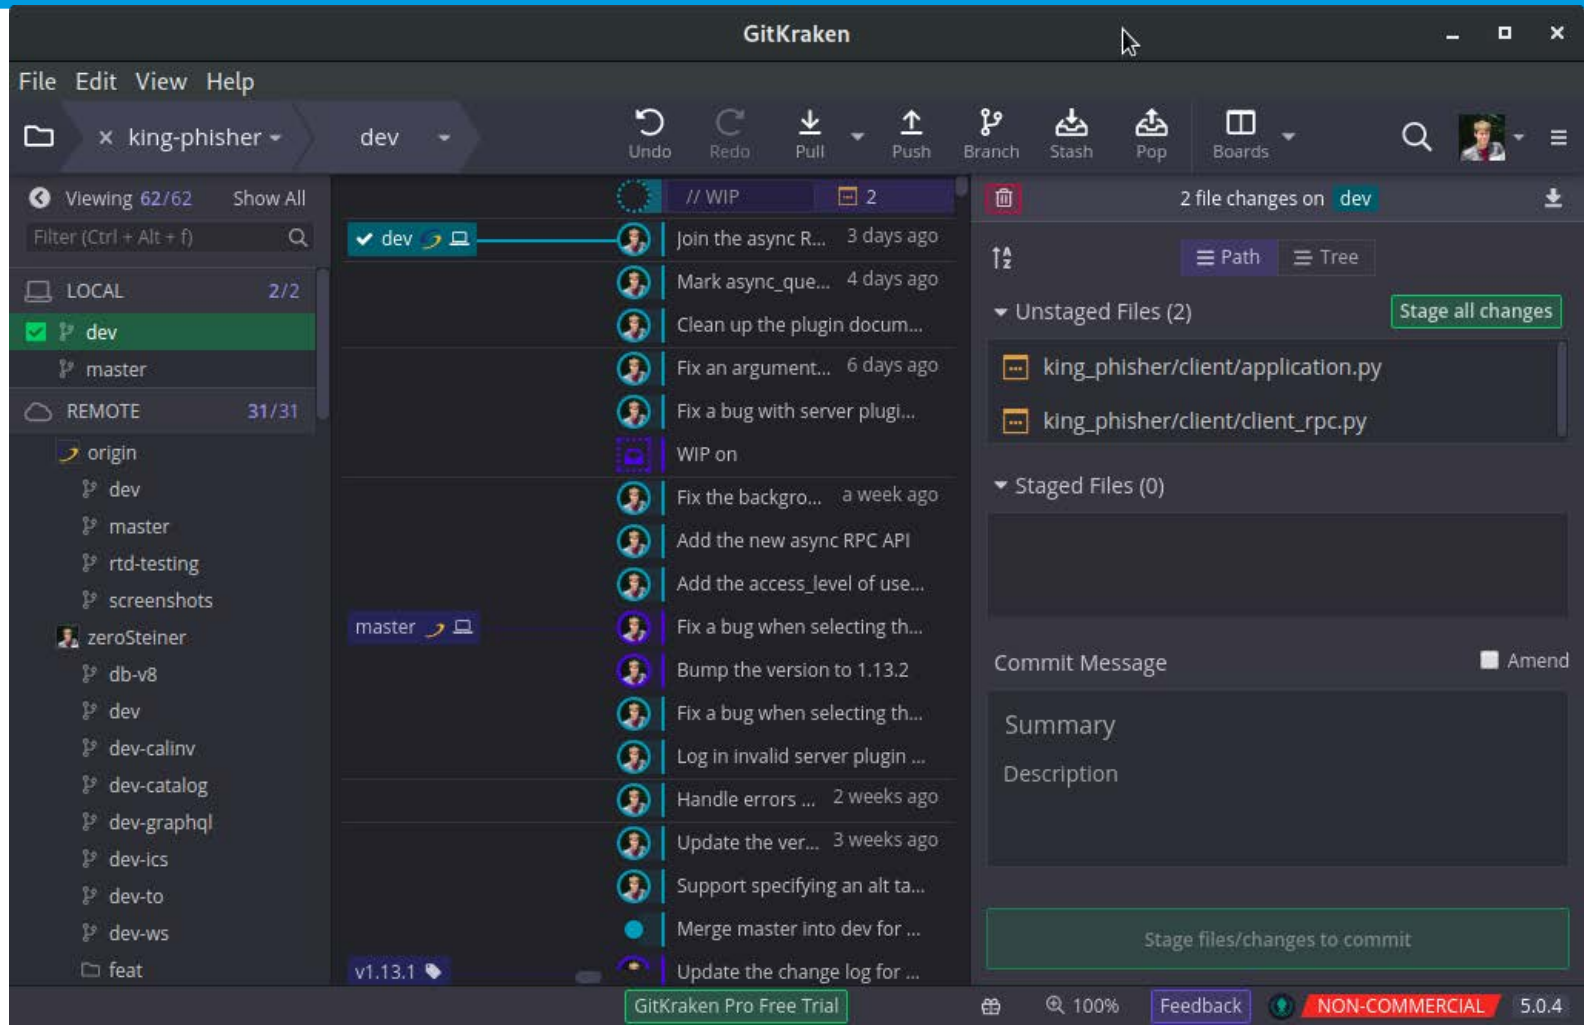 GitKraken
File Edit View Help
king-phisher
dev
Undo
Redo
Pull
Push
Branch
Stash
Pop
Boards
Viewing 62/62 Show All
Filter (Ctrl + Alt + f)
LOCAL 2/2
dev
master
REMOTE 31/31
origin
dev
master
rtd-testing
screenshots
zeroSteiner
db-v8
dev
dev-calinv
dev-catalog
dev-graphql
dev-ics
dev-to
dev-ws
feat
// WIP 2
dev
Join the async R... 3 days ago
Mark async_que... 4 days ago
Clean up the plugin docum...
Fix an argument... 6 days ago
Fix a bug with server plugi...
WIP on
Fix the backgro... a week ago
Add the new async RPC API
Add the access_level of use...
master
Fix a bug when selecting th...
Bump the version to 1.13.2
Fix a bug when selecting th...
Log in invalid server plugin ...
Handle errors ... 2 weeks ago
Update the ver... 3 weeks ago
Support specifying an alt ta...
Merge master into dev for ...
v1.13.1
Update the change log for ...
2 file changes on dev
Path
Tree
Unstaged Files (2)
Stage all changes
king_phisher/client/application.py
king_phisher/client/client_rpc.py
Staged Files (0)
Commit Message
Amend
Summary
Description
Stage files/changes to commit
GitKraken Pro Free Trial
100%
Feedback
NON-COMMERCIAL
5.0.4